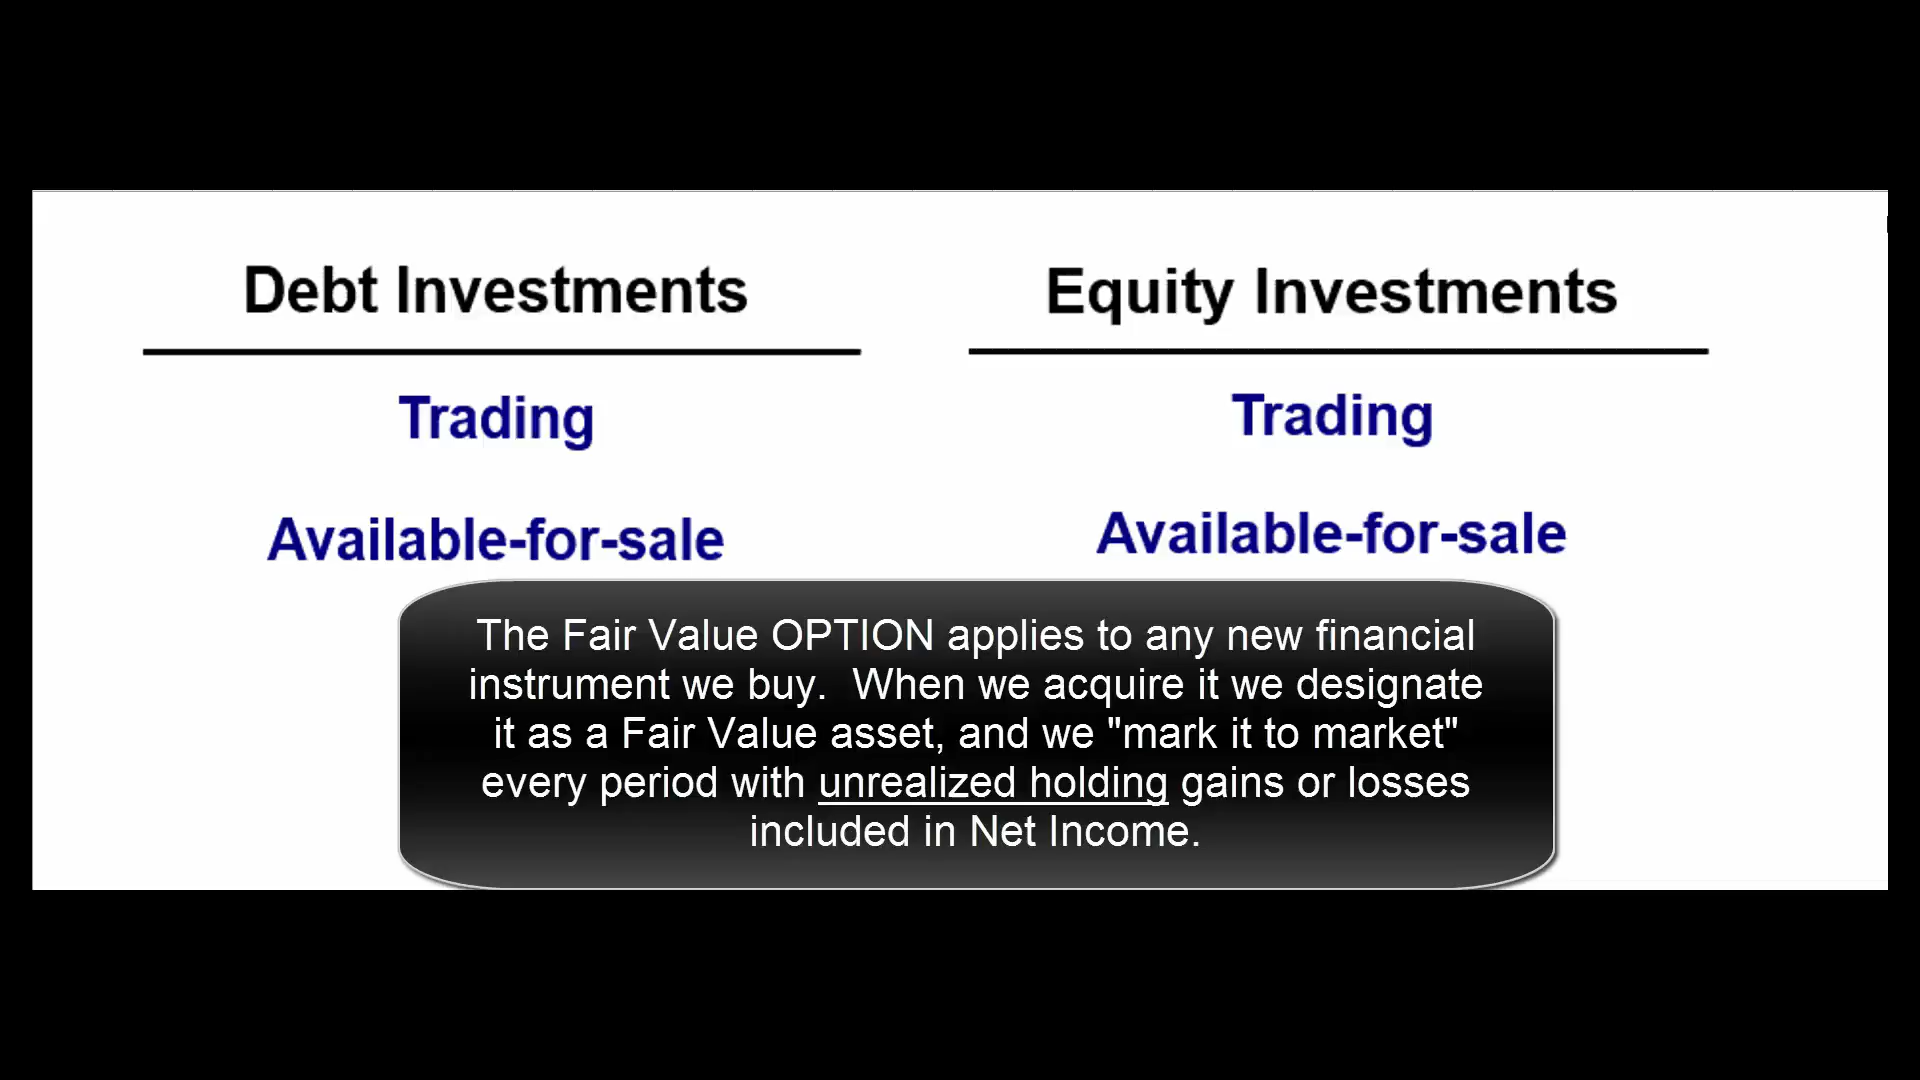 Debt Investments
Equity Investments
Trading
Trading
Available-for-sale
Available-for-sale
The Fair Value OPTION applies to any new financial
instrument we buy.  When we acquire it we designate
it as a Fair Value asset, and we "mark it to market"
every period with unrealized holding gains or losses
included in Net Income.